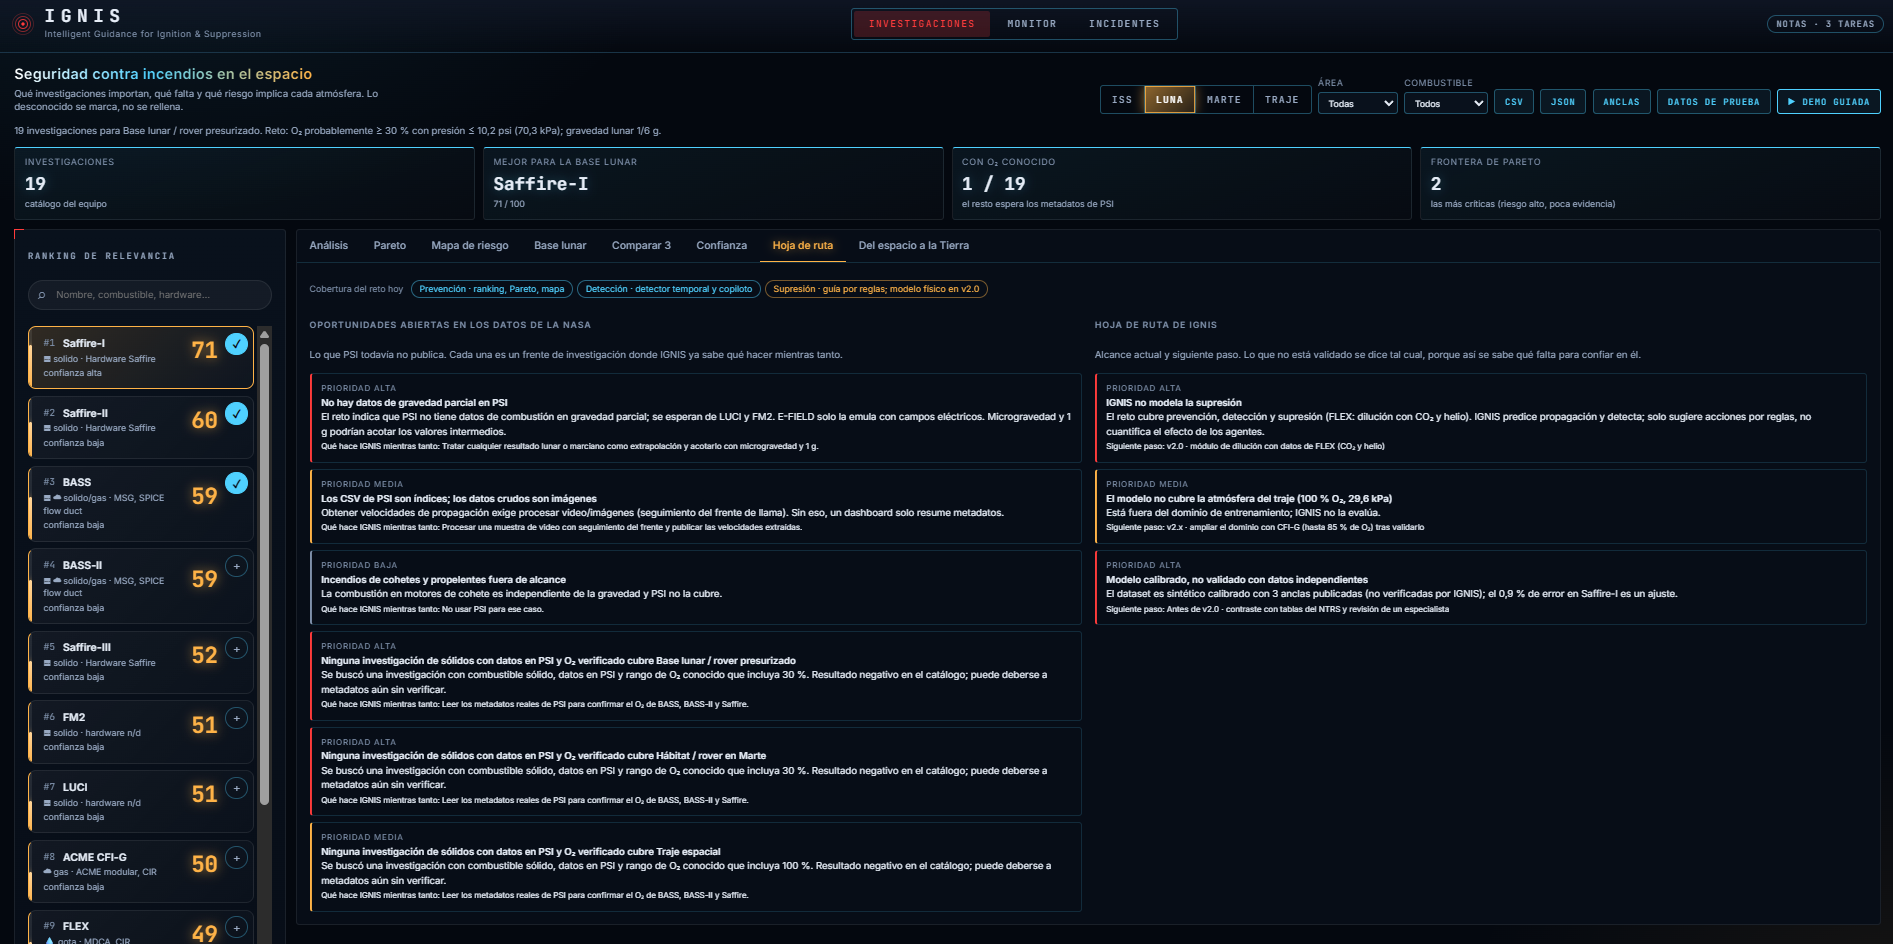 IGNIS
Intelligent Guidance for Ignition & Suppression
INVESTIGACIONES
MONITOR
INCIDENTES
NOTAS · 3 TAREAS
Seguridad contra incendios en el espacio
Qué investigaciones importan, qué falta y qué riesgo implica cada atmósfera. Lo
desconocido se marca, no se rellena.
ISS
LUNA
MARTE
TRAJE
ÁREA
Todas
COMBUSTIBLE
Todos
CSV
JSON
ANCLAS
DATOS DE PRUEBA
▶ DEMO GUIADA
19 investigaciones para Base lunar / rover presurizado. Reto: O₂ probablemente ≥ 30 % con presión ≤ 10,2 psi (70,3 kPa); gravedad lunar 1/6 g.
INVESTIGACIONES
19
catálogo del equipo
MEJOR PARA LA BASE LUNAR
Saffire-I
71 / 100
CON O₂ CONOCIDO
1 / 19
el resto espera los metadatos de PSI
FRONTERA DE PARETO
2
las más críticas (riesgo alto, poca evidencia)
RANKING DE RELEVANCIA
Nombre, combustible, hardware...
#1 Saffire-I
solido · Hardware Saffire
confianza alta
71
#2 Saffire-II
solido · Hardware Saffire
confianza baja
60
#3 BASS
solido/gas · MSG, SPICE
flow duct
confianza baja
59
#4 BASS-II
solido/gas · MSG, SPICE
flow duct
confianza baja
59
#5 Saffire-III
solido · Hardware Saffire
confianza baja
52
#6 FM2
solido · hardware n/d
confianza baja
51
#7 LUCI
solido · hardware n/d
confianza baja
51
#8 ACME CFI-G
gas · ACME modular, CIR
confianza baja
50
#9 FLEX
gota · MDCA, CIR
49
Análisis
Pareto
Mapa de riesgo
Base lunar
Comparar 3
Confianza
Hoja de ruta
Del espacio a la Tierra
Cobertura del reto hoy
Prevención · ranking, Pareto, mapa
Detección · detector temporal y copiloto
Supresión · guía por reglas; modelo físico en v2.0
OPORTUNIDADES ABIERTAS EN LOS DATOS DE LA NASA
Lo que PSI todavía no publica. Cada una es un frente de investigación donde IGNIS ya sabe qué hacer mientras tanto.
PRIORIDAD ALTA
No hay datos de gravedad parcial en PSI
El reto indica que PSI no tiene datos de combustión en gravedad parcial; se esperan de LUCI y FM2. E-FIELD solo la emula con campos eléctricos. Microgravedad y 1
g podrían acotar los valores intermedios.
Qué hace IGNIS mientras tanto: Tratar cualquier resultado lunar o marciano como extrapolación y acotarlo con microgravedad y 1 g.
PRIORIDAD MEDIA
Los CSV de PSI son índices; los datos crudos son imágenes
Obtener velocidades de propagación exige procesar video/imágenes (seguimiento del frente de llama). Sin eso, un dashboard solo resume metadatos.
Qué hace IGNIS mientras tanto: Procesar una muestra de video con seguimiento del frente y publicar las velocidades extraídas.
PRIORIDAD BAJA
Incendios de cohetes y propelentes fuera de alcance
La combustión en motores de cohete es independiente de la gravedad y PSI no la cubre.
Qué hace IGNIS mientras tanto: No usar PSI para ese caso.
PRIORIDAD ALTA
Ninguna investigación de sólidos con datos en PSI y O₂ verificado cubre Base lunar / rover presurizado
Se buscó una investigación con combustible sólido, datos en PSI y rango de O₂ conocido que incluya 30 %. Resultado negativo en el catálogo; puede deberse a
metadatos aún sin verificar.
Qué hace IGNIS mientras tanto: Leer los metadatos reales de PSI para confirmar el O₂ de BASS, BASS-II y Saffire.
PRIORIDAD ALTA
Ninguna investigación de sólidos con datos en PSI y O₂ verificado cubre Hábitat / rover en Marte
Se buscó una investigación con combustible sólido, datos en PSI y rango de O₂ conocido que incluya 30 %. Resultado negativo en el catálogo; puede deberse a
metadatos aún sin verificar.
Qué hace IGNIS mientras tanto: Leer los metadatos reales de PSI para confirmar el O₂ de BASS, BASS-II y Saffire.
PRIORIDAD MEDIA
Ninguna investigación de sólidos con datos en PSI y O₂ verificado cubre Traje espacial
Se buscó una investigación con combustible sólido, datos en PSI y rango de O₂ conocido que incluya 100 %. Resultado negativo en el catálogo; puede deberse a
metadatos aún sin verificar.
Qué hace IGNIS mientras tanto: Leer los metadatos reales de PSI para confirmar el O₂ de BASS, BASS-II y Saffire.
HOJA DE RUTA DE IGNIS
Alcance actual y siguiente paso. Lo que no está validado se dice tal cual, porque así se sabe qué falta para confiar en él.
PRIORIDAD ALTA
IGNIS no modela la supresión
El reto cubre prevención, detección y supresión (FLEX: dilución con CO₂ y helio). IGNIS predice propagación y detecta; solo sugiere acciones por reglas, no
cuantifica el efecto de los agentes.
Siguiente paso: v2.0 · módulo de dilución con datos de FLEX (CO₂ y helio)
PRIORIDAD MEDIA
El modelo no cubre la atmósfera del traje (100 % O₂, 29,6 kPa)
Está fuera del dominio de entrenamiento; IGNIS no la evalúa.
Siguiente paso: v2.x · ampliar el dominio con CFI-G (hasta 85 % de O₂) tras validarlo
PRIORIDAD ALTA
Modelo calibrado, no validado con datos independientes
El dataset es sintético calibrado con 3 anclas publicadas (no verificadas por IGNIS); el 0,9 % de error en Saffire-I es un ajuste.
Siguiente paso: Antes de v2.0 · contraste con tablas del NTRS y revisión de un especialista